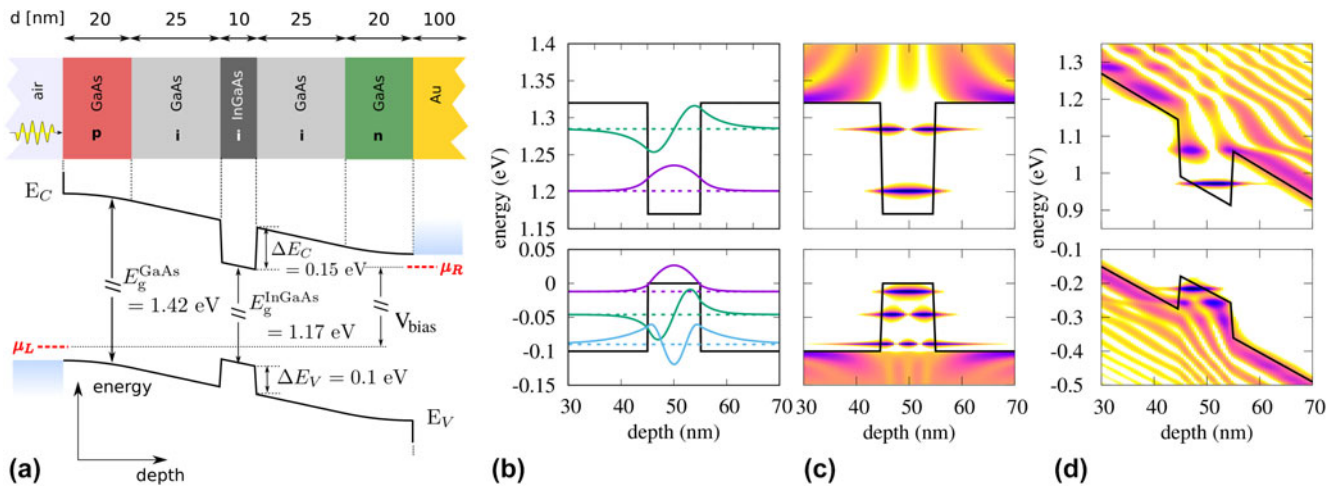 d [nm] 20 25 10 25 20 100
air GaAs GaAs InGaAs GaAs GaAs Au
p i i i n
E_C
E_g^GaAs
= 1.42 eV
ΔE_C
= 0.15 eV
E_g^InGaAs
= 1.17 eV
μ_R
V_bias
μ_L
energy
ΔE_V = 0.1 eV
E_V
depth
(a)
energy (eV)
1.4
1.35
1.3
1.25
1.2
1.15
0.05
0
-0.05
-0.1
-0.15
30 40 50 60 70
depth (nm)
(b)
30 40 50 60 70
depth (nm)
(c)
energy (eV)
1.3
1.2
1.1
1
0.9
-0.1
-0.2
-0.3
-0.4
-0.5
30 40 50 60 70
depth (nm)
(d)